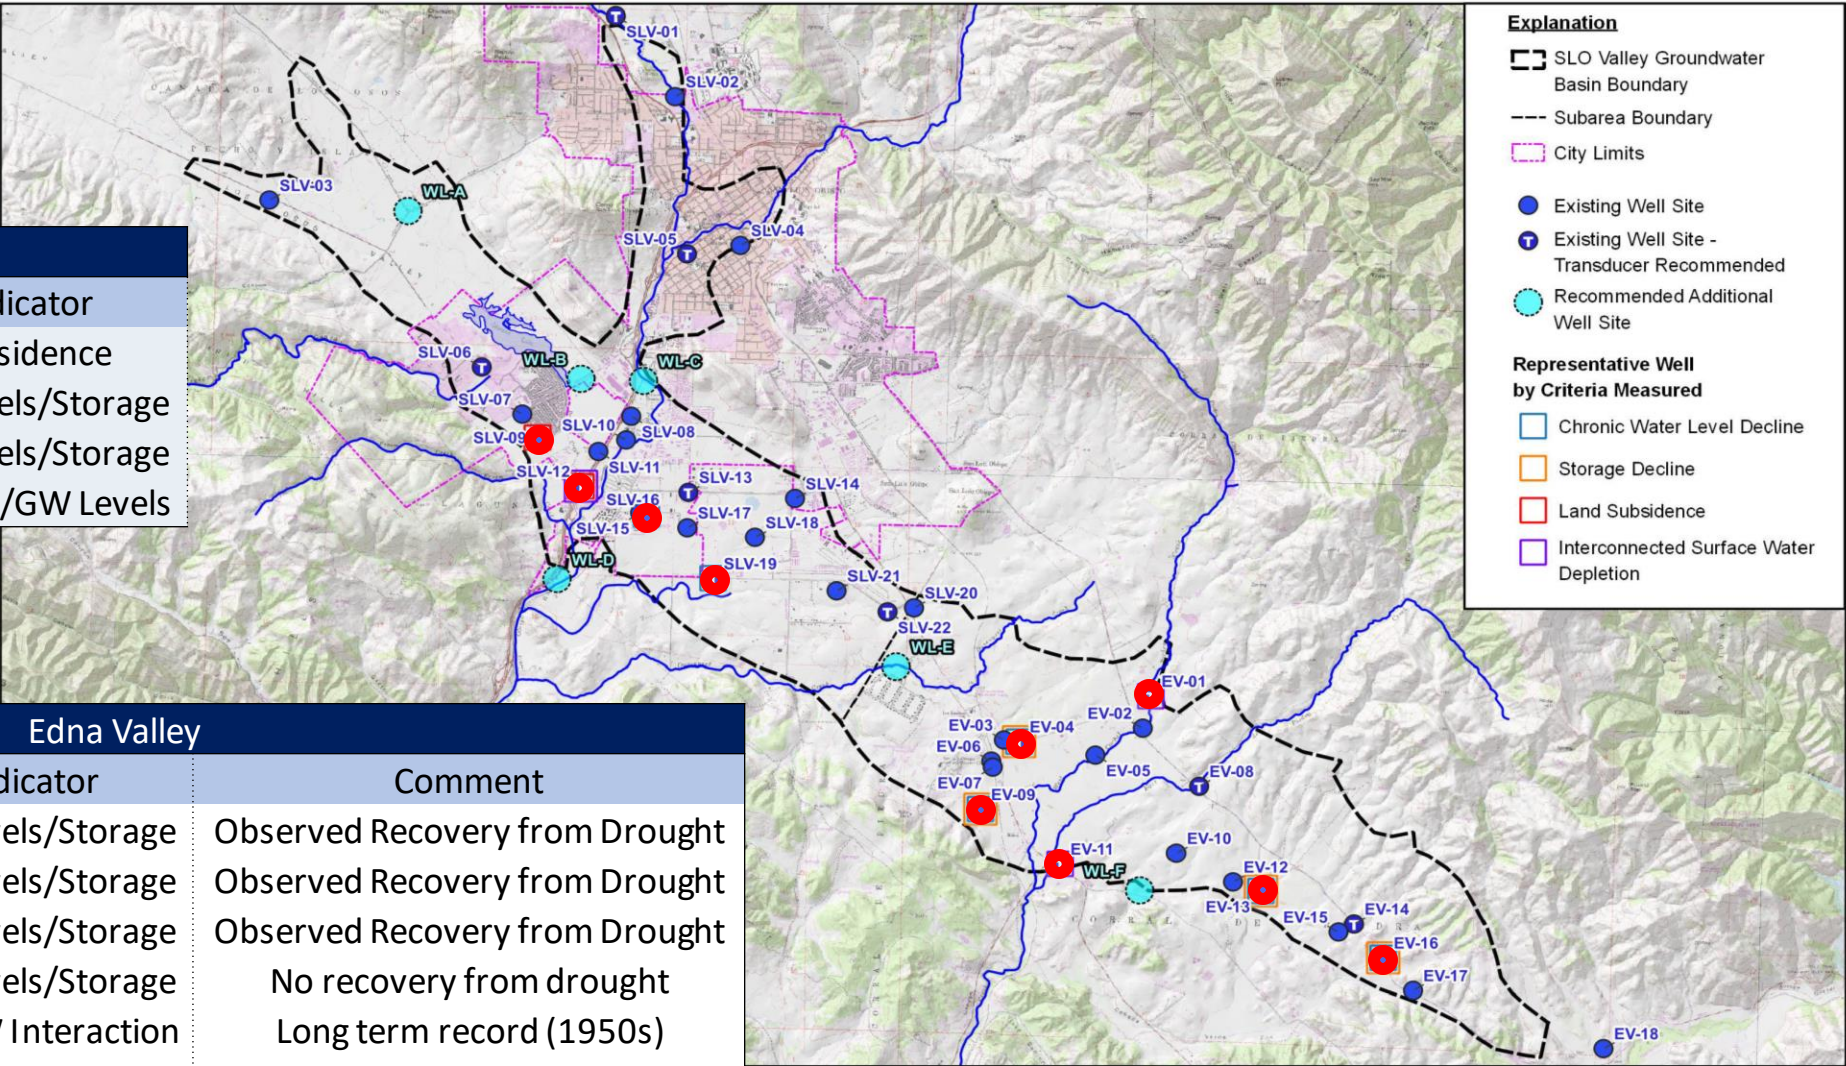 Explanation
SLO Valley Groundwater
Basin Boundary
Subarea Boundary
City Limits
Existing Well Site
Existing Well Site -
Transducer Recommended
Recommended Additional
Well Site
Representative Well
by Criteria Measured
Chronic Water Level Decline
Storage Decline
Land Subsidence
Interconnected Surface Water
Depletion
SLV-01
SLV-02
SLV-03
WL-A
SLV-04
SLV-05
SLV-06
WL-B
WL-C
SLV-07
SLV-10
SLV-08
SLV-09
SLV-11
SLV-12
SLV-13
SLV-14
SLV-16
SLV-17
SLV-18
SLV-15
WL-D
SLV-19
SLV-21
SLV-20
SLV-22
WL-E
EV-01
EV-02
EV-03
EV-04
EV-06
EV-05
EV-07
EV-08
EV-09
EV-10
EV-11
WL-F
EV-12
EV-13
EV-14
EV-15
EV-16
EV-17
EV-18
dicator
sidence
els/Storage
els/Storage
/GW Levels
Edna Valley
dicator Comment
vels/Storage Observed Recovery from Drought
vels/Storage Observed Recovery from Drought
vels/Storage Observed Recovery from Drought
vels/Storage No recovery from drought
Interaction Long term record (1950s)